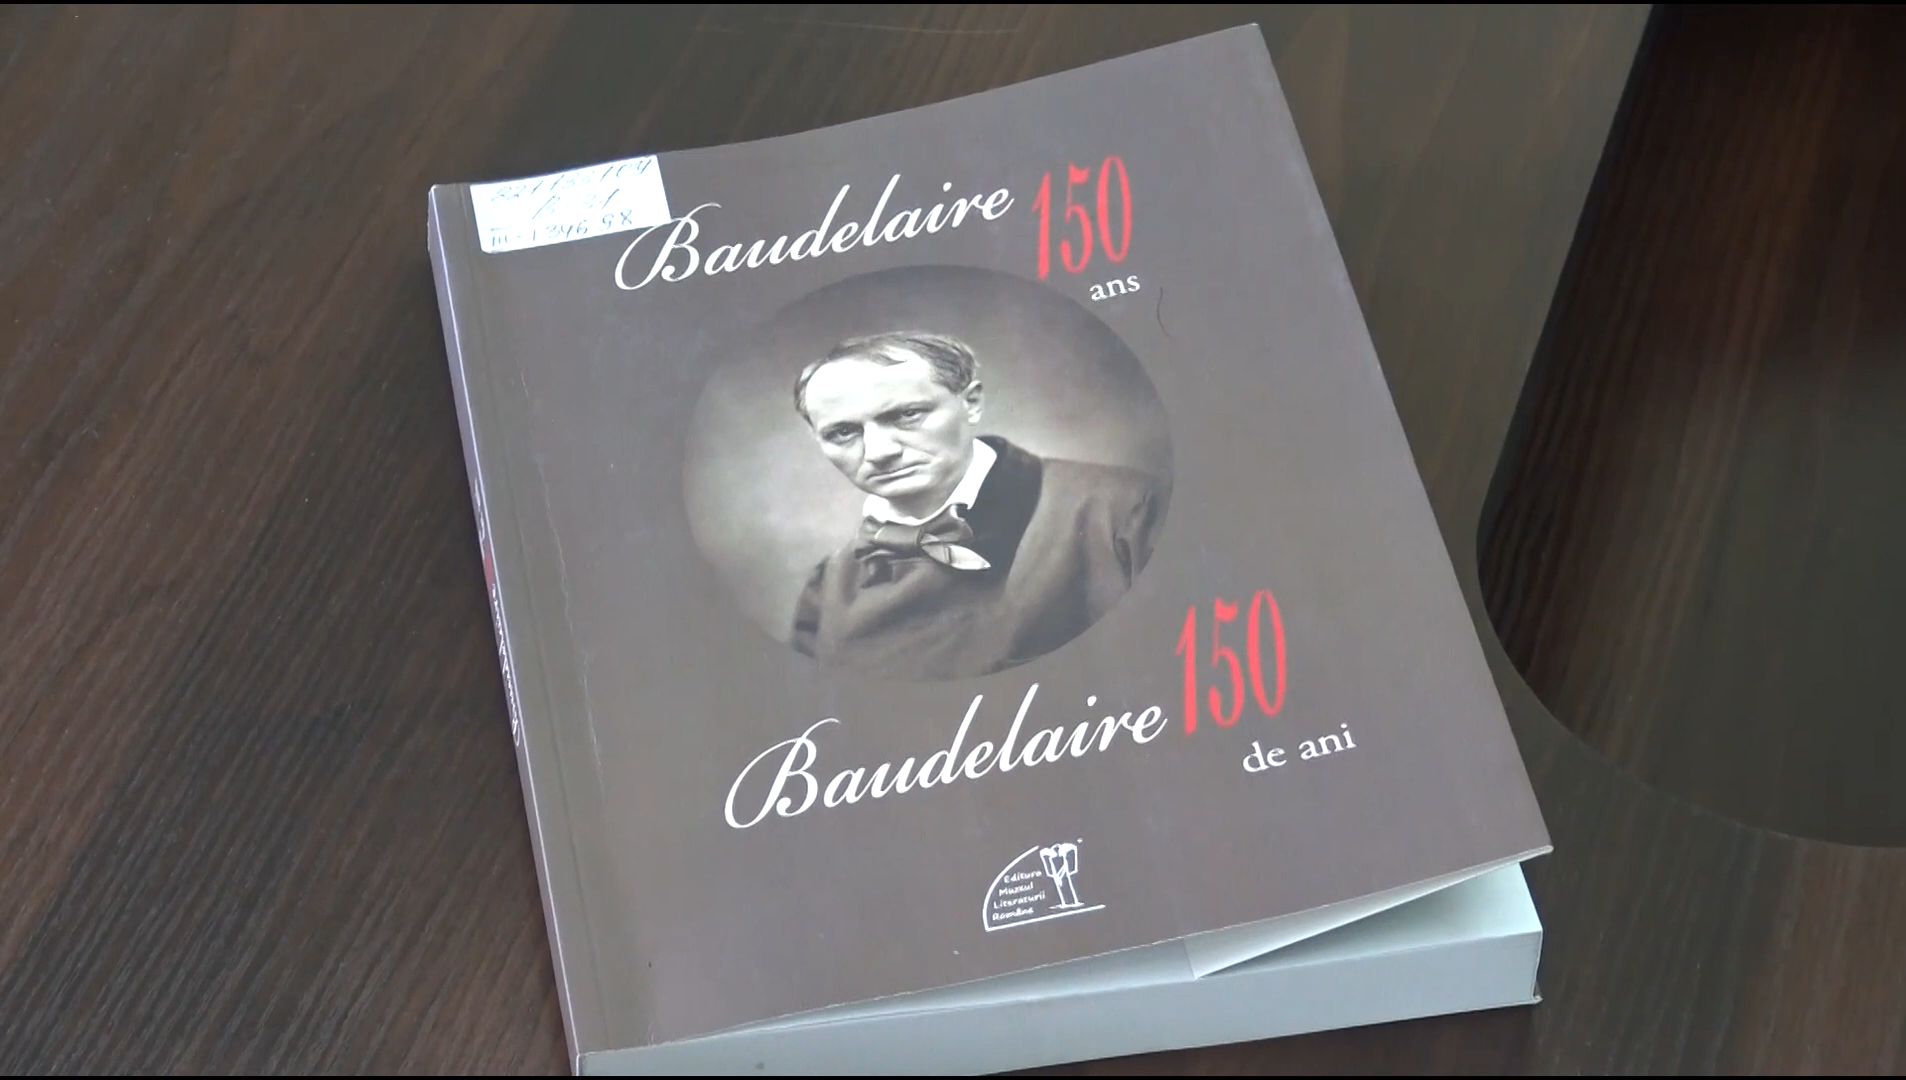 Baudelaire 150
ans
Baudelaire 150
de ani
Editura
Muzeul
Literaturii
Române